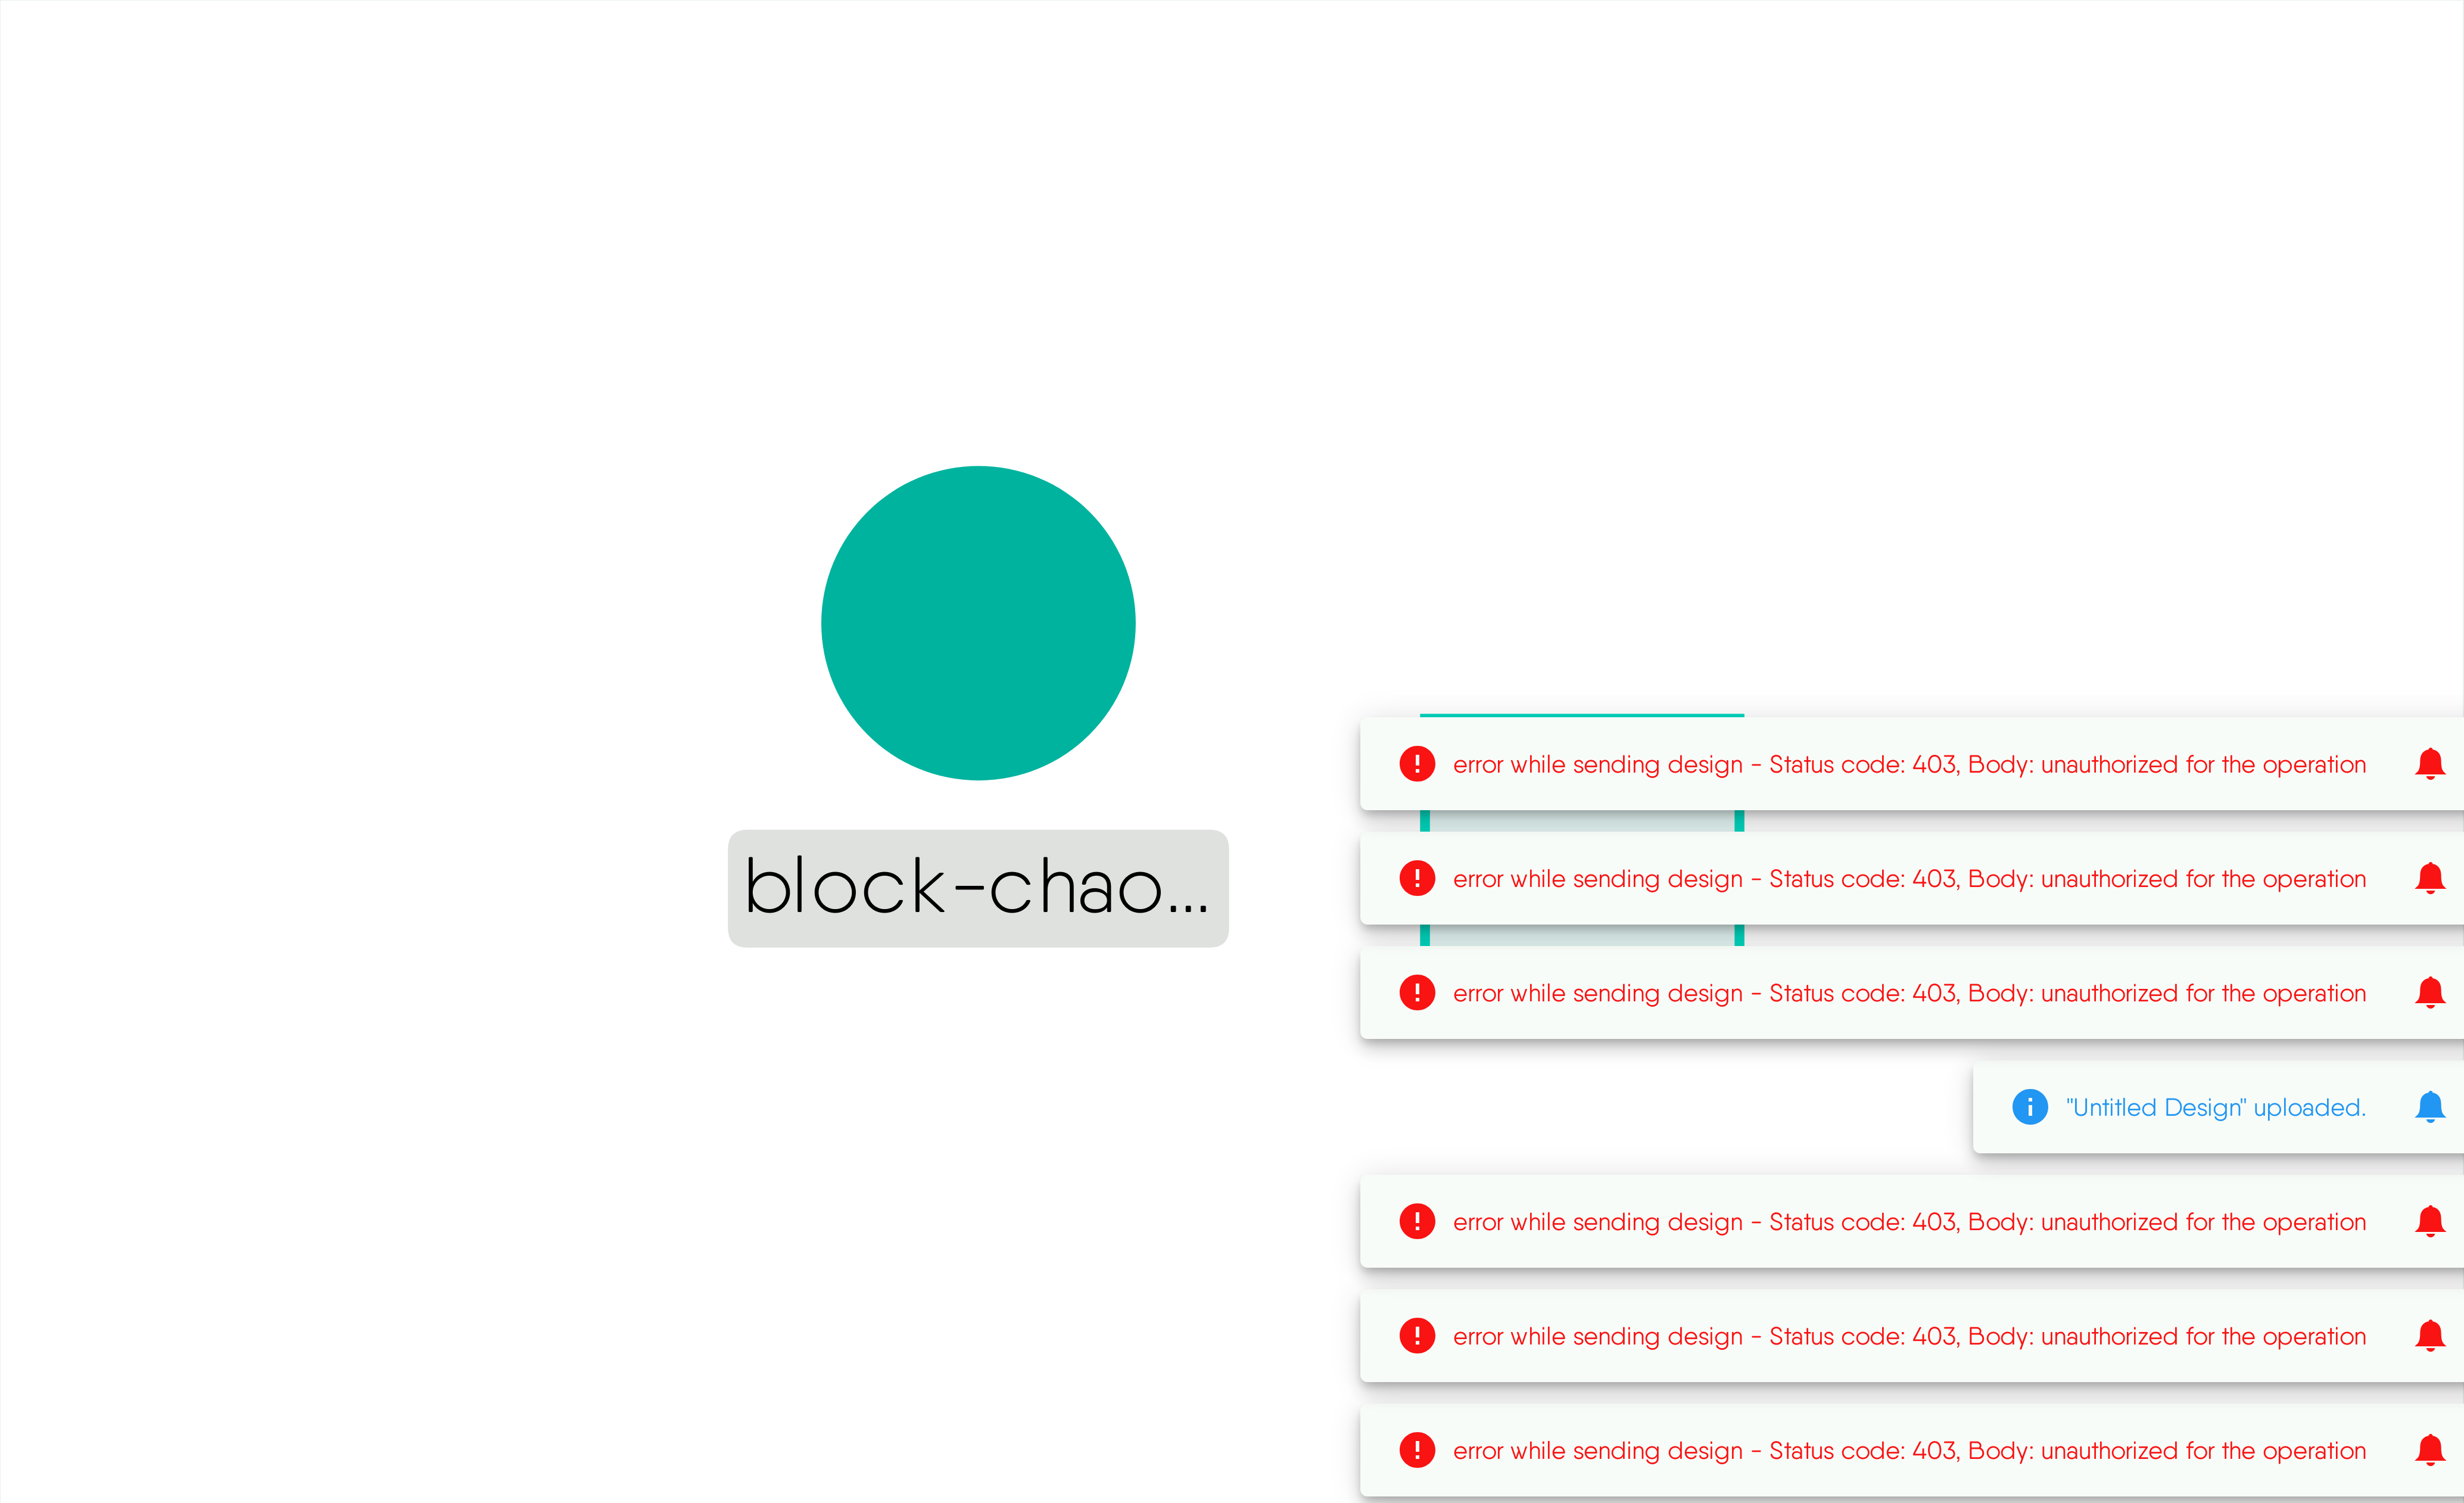 block-chao...
error while sending design - Status code: 403, Body: unauthorized for the operation
error while sending design - Status code: 403, Body: unauthorized for the operation
error while sending design - Status code: 403, Body: unauthorized for the operation
"Untitled Design" uploaded.
error while sending design - Status code: 403, Body: unauthorized for the operation
error while sending design - Status code: 403, Body: unauthorized for the operation
error while sending design - Status code: 403, Body: unauthorized for the operation